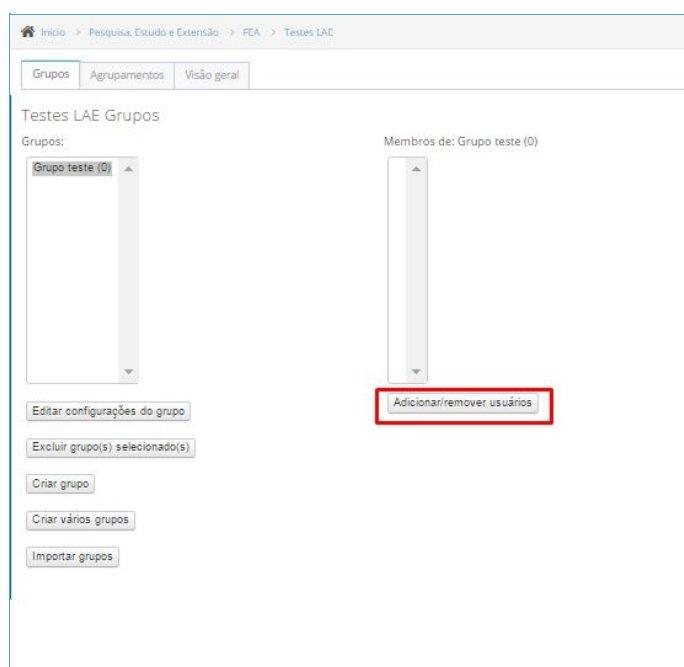 Início > Pesquisa, Estudo e Extensão > FEA > Testes LAE
Grupos Agrupamentos Visão geral
Testes LAE Grupos
Grupos:
Membros de: Grupo teste (0)
Grupo teste (0)
Adicionar/remover usuários
Editar configurações do grupo
Excluir grupo(s) selecionado(s)
Criar grupo
Criar vários grupos
Importar grupos